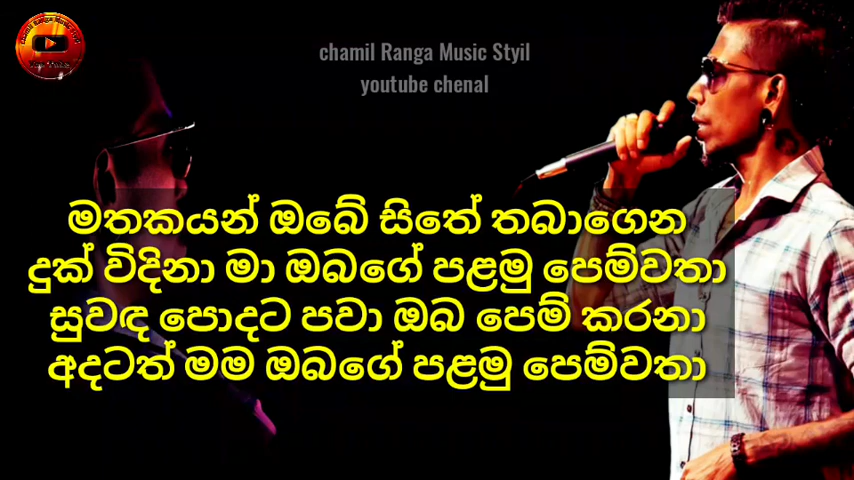 chamil Ranga Music Styil
youtube chenal
මතකයන් ඔබේ සිතේ තබාගෙන
දුක් විදිනා මා ඔබගේ පළමු පෙම්වතා
සුවඳ පොදට පවා ඔබ පෙම් කරනා
අදටත් මම ඔබගේ පළමු පෙම්වතා